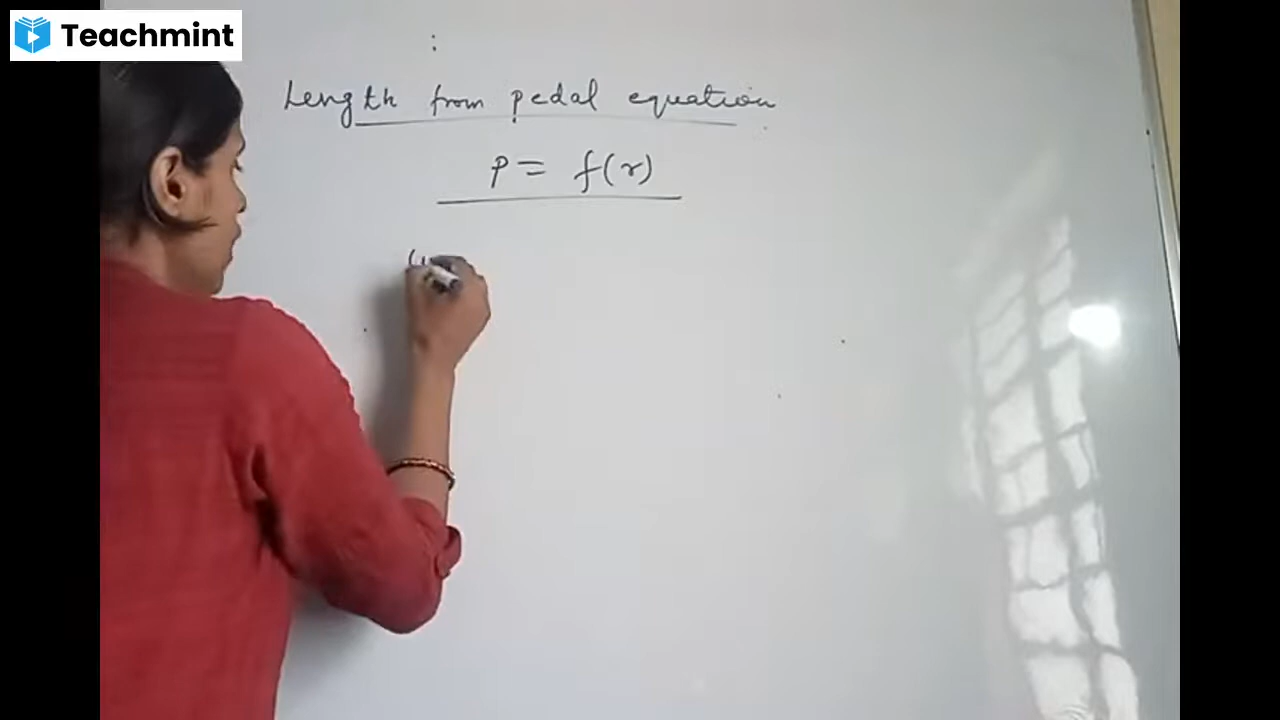 Teachmint
Length from pedal equation
p = f(r)